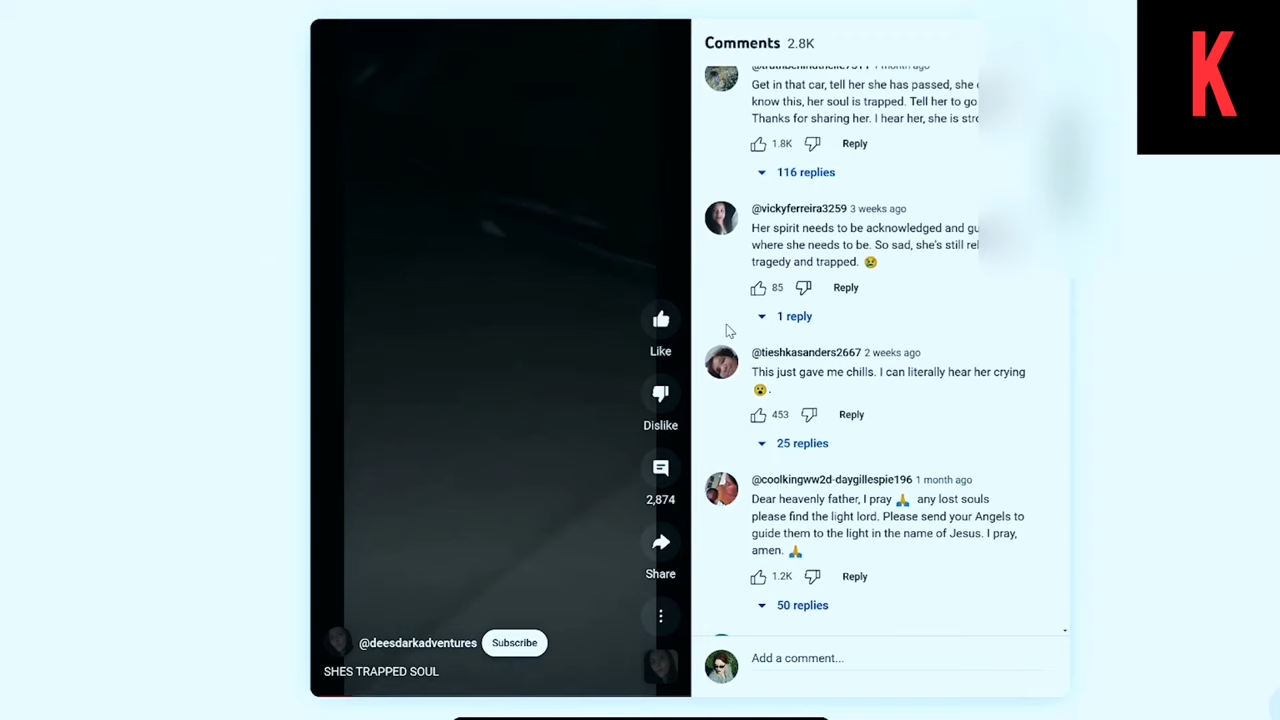 K
Comments 2.8K
1 month ago
Get in that car, tell her she has passed, she
know this, her soul is trapped. Tell her to go
Thanks for sharing her. I hear her, she is
1.8K Reply
116 replies
@vickyferreira3259 3 weeks ago
Her spirit needs to be acknowledged and
where she needs to be. So sad, she's still
tragedy and trapped. 😢
85 Reply
1 reply
@tieshkasanders2667 2 weeks ago
This just gave me chills. I can literally hear her crying
😮.
453 Reply
25 replies
@coolkingww2d-daygillespie196 1 month ago
Dear heavenly father, I pray 🙏 any lost souls
please find the light lord. Please send your Angels to
guide them to the light in the name of Jesus. I pray,
amen. 🙏
1.2K Reply
50 replies
Add a comment...
Like
Dislike
2,874
Share
@deesdarkadventures Subscribe
SHES TRAPPED SOUL